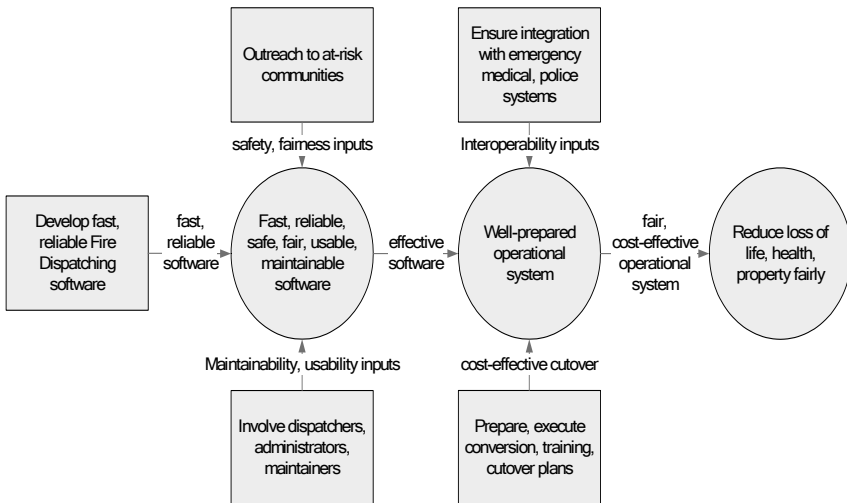 Outreach to at-risk
communities
Ensure integration
with emergency
medical, police
systems
safety, fairness inputs
Interoperability inputs
Develop fast,
reliable Fire
Dispatching
software
fast,
reliable
software
Fast, reliable,
safe, fair, usable,
maintainable
software
effective
software
Well-prepared
operational
system
fair,
cost-effective
operational
system
Reduce loss of
life, health,
property fairly
Maintainability, usability inputs
cost-effective cutover
Involve dispatchers,
administrators,
maintainers
Prepare, execute
conversion, training,
cutover plans